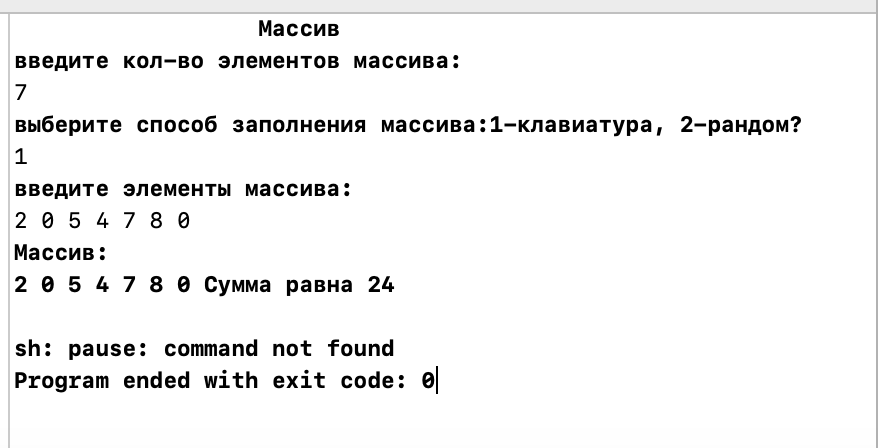 Массив
введите кол-во элементов массива:
7
выберите способ заполнения массива:1-клавиатура, 2-рандом?
1
введите элементы массива:
2 0 5 4 7 8 0
Массив:
2 0 5 4 7 8 0 Сумма равна 24
sh: pause: command not found
Program ended with exit code: 0